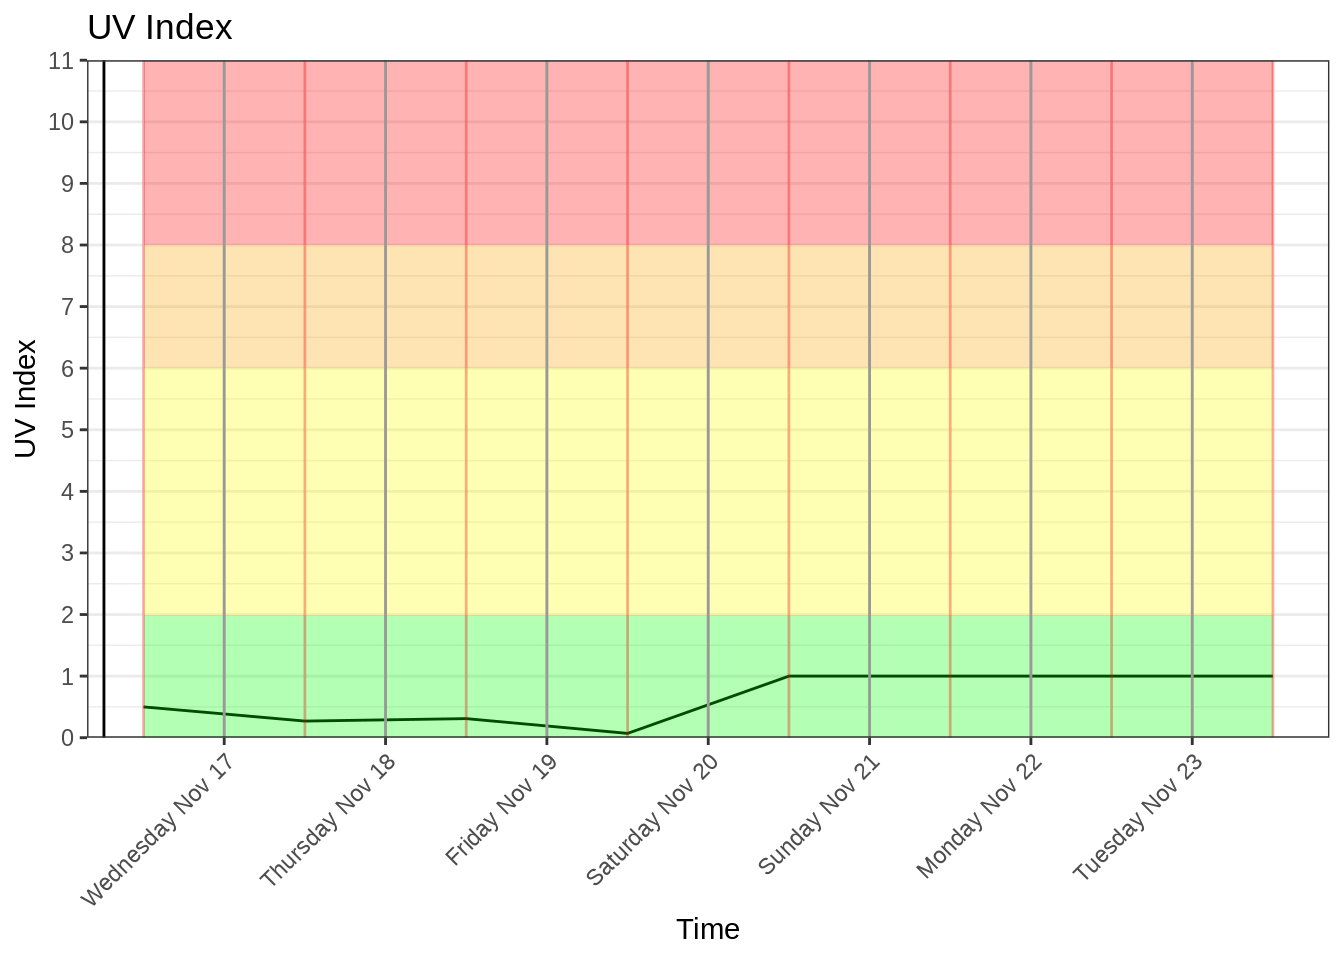 UV Index
11
10
9
8
7
6
5
4
3
2
1
0
UV Index
Wednesday Nov 17
Thursday Nov 18
Friday Nov 19
Saturday Nov 20
Sunday Nov 21
Monday Nov 22
Tuesday Nov 23
Time